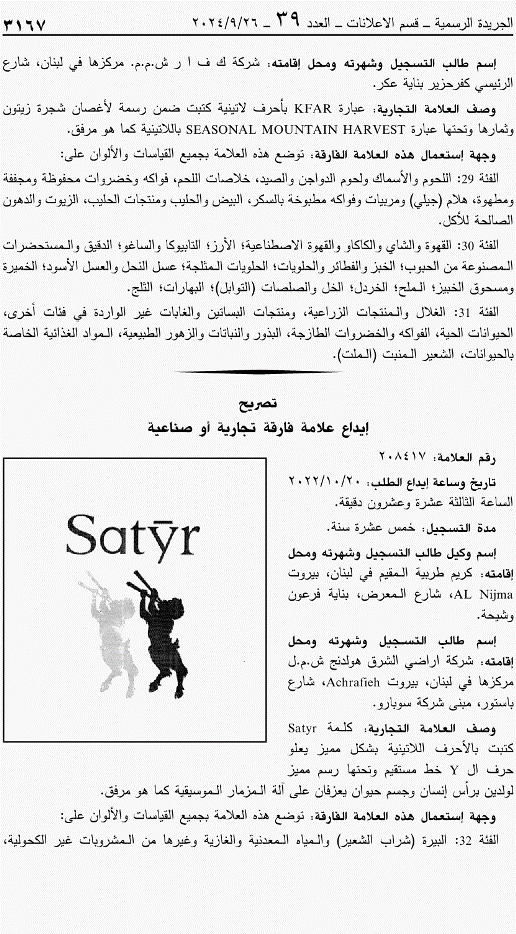 الجريدة الرسمية ــ قسم الاعلانات ــ العدد ٣٩ ــ ٢٠٢٤/٩/٢٦
٣١٦٧
إسم طالب التسجيل وشهرته ومحل إقامته: شركة ك ف ا ر ش.م.م. مركزها في لبنان، شارع
الرئيسي كفرحزير بناية عكر.
وصف العلامة التجارية: عبارة KFAR بأحرف لاتينية كتبت ضمن رسمة لأغصان شجرة زيتون
وثمارها وتحتها عبارة SEASONAL MOUNTAIN HARVEST باللاتينية كما هو مرفق.
وجهة إستعمال هذه العلامة الفارقة: توضع هذه العلامة بجميع القياسات والألوان على:
الفئة 29: اللحوم والأسماك ولحوم الدواجن والصيد، خلاصات اللحم، فواكه وخضروات محفوظة ومجففة
ومطهوة، هلام (جيلي) ومربيات وفواكه مطبوخة بالسكر، البيض والحليب ومنتجات الحليب، الزيوت والدهون
الصالحة للأكل.
الفئة 30: القهوة والشاي والكاكاو والقهوة الاصطناعية؛ الأرز؛ التابيوكا والساغو؛ الدقيق والمستحضرات
المصنوعة من الحبوب؛ الخبز والفطائر والحلويات؛ الحلويات المثلجة؛ عسل النحل والعسل الأسود؛ الخميرة
ومسحوق الخبيز؛ الملح؛ الخردل؛ الخل والصلصات (التوابل)؛ البهارات؛ الثلج.
الفئة 31: الغلال والمنتجات الزراعية، ومنتجات البساتين والغابات غير الواردة في فئات أخرى،
الحيوانات الحية، الفواكه والخضروات الطازجة، البذور والنباتات والزهور الطبيعية، المواد الغذائية الخاصة
بالحيوانات، الشعير المنبت (الملت).
تصريح
إيداع علامة فارقة تجارية أو صناعية
رقم العلامة: ٢٠٨٤١٧
تاريخ وساعة إيداع الطلب: ٢٠٢٢/١٠/٢٠
الساعة الثالثة عشرة وعشرون دقيقة.
مدة التسجيل: خمس عشرة سنة.
إسم وكيل طالب التسجيل وشهرته ومحل
إقامته: كريم طربية المقيم في لبنان، بيروت
AL Nijma، شارع المعرض، بناية فرعون
وشيحة.
إسم طالب التسجيل وشهرته ومحل
إقامته: شركة اراضي الشرق هولدنج ش.م.ل
مركزها في لبنان، بيروت Achrafieh، شارع
باستور، مبنى شركة سوبارو.
وصف العلامة التجارية: كلمة Satyr
كتبت بالأحرف اللاتينية بشكل مميز يعلو
حرف ال Y خط مستقيم وتحتها رسم مميز
لولدين برأس إنسان وجسم حيوان يعزفان على آلة المزمار الموسيقية كما هو مرفق.
Satȳr
وجهة إستعمال هذه العلامة الفارقة: توضع هذه العلامة بجميع القياسات والألوان على:
الفئة 32: البيرة (شراب الشعير) والمياه المعدنية والغازية وغيرها من المشروبات غير الكحولية،